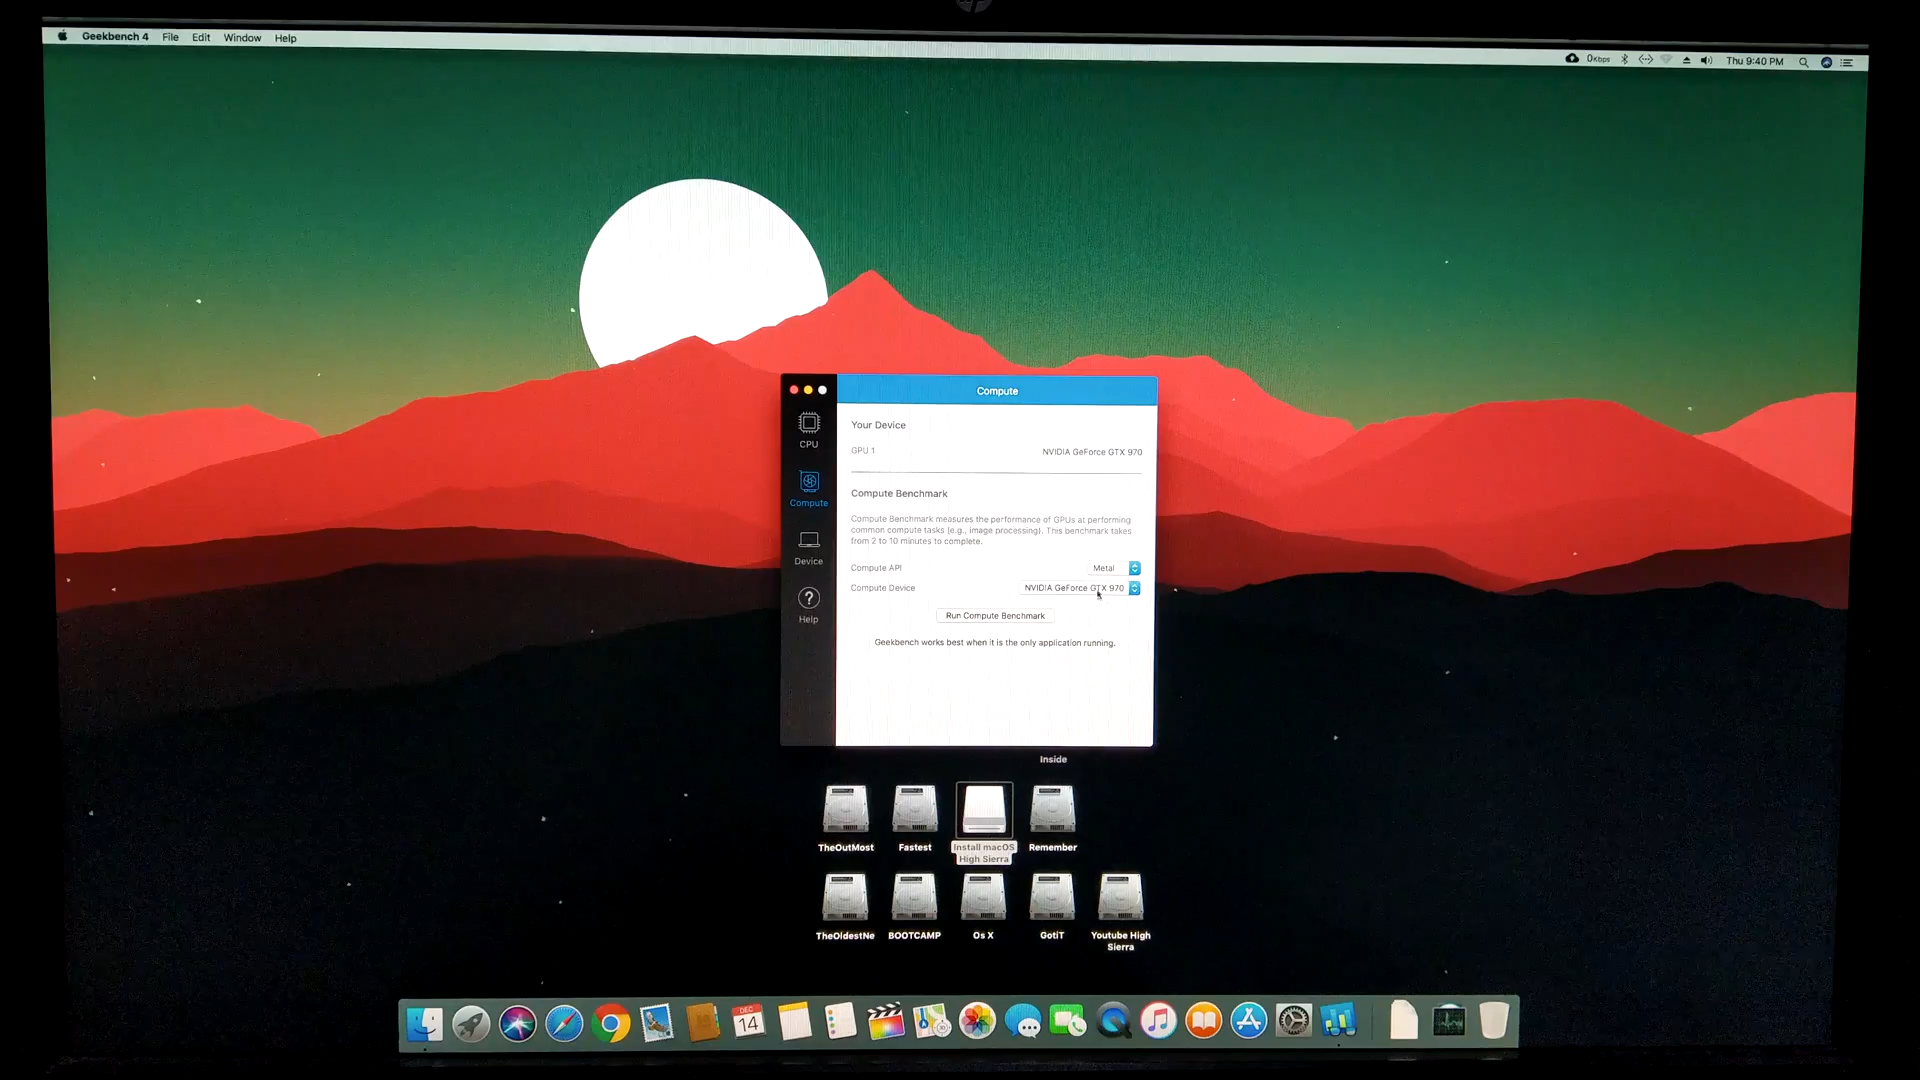 Geekbench 4 File Edit Window Help
0Kbps Thu 9:40 PM
Compute
CPU
Compute
Device
Help
Your Device
GPU 1 NVIDIA GeForce GTX 970
Compute Benchmark
Compute Benchmark measures the performance of GPUs at performing
common compute tasks (e.g., image processing). This benchmark takes
from 2 to 10 minutes to complete.
Compute API Metal
Compute Device NVIDIA GeForce GTX 970
Run Compute Benchmark
Geekbench works best when it is the only application running.
Inside
TheOutMost Fastest Install macOS Remember
High Sierra
TheOldestNe BOOTCAMP Os X GotiT Youtube High
Sierra
DEC
14